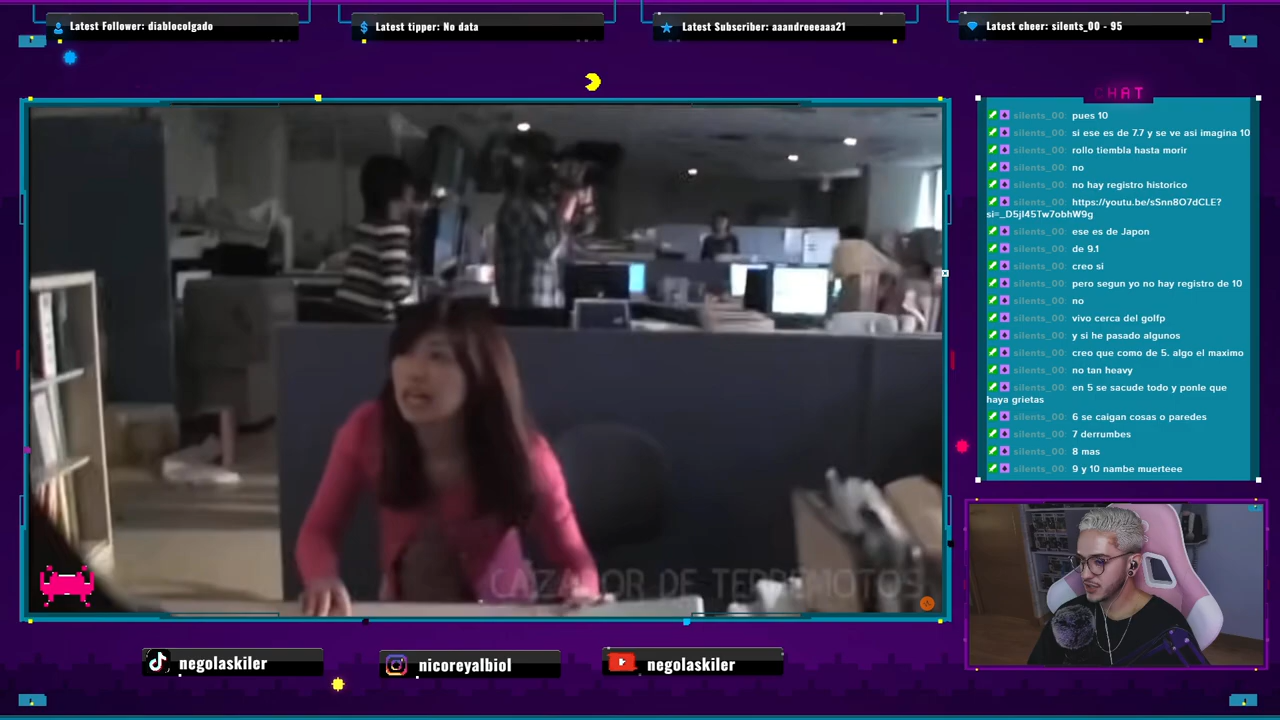 Latest Follower: diablocolgado
Latest tipper: No data
Latest Subscriber: aaandreeeaaa21
Latest cheer: silents_00 - 95
CHAT
silents_00: pues 10
silents_00: si ese es de 7.7 y se ve asi imagina 10
silents_00: rollo tiembla hasta morir
silents_00: no
silents_00: no hay registro historico
silents_00: https://youtu.be/sSnn8O7dCLE?
si=_D5jI45Tw7obhW9g
silents_00: ese es de Japon
silents_00: de 9.1
silents_00: creo si
silents_00: pero segun yo no hay registro de 10
silents_00: no
silents_00: vivo cerca del golfp
silents_00: y si he pasado algunos
silents_00: creo que como de 5. algo el maximo
silents_00: no tan heavy
silents_00: en 5 se sacude todo y ponle que
haya grietas
silents_00: 6 se caigan cosas o paredes
silents_00: 7 derrumbes
silents_00: 8 mas
silents_00: 9 y 10 nambe muerteee
CAZADOR DE TERREMOTOS
negolaskiler
nicoreyalbiol
negolaskiler